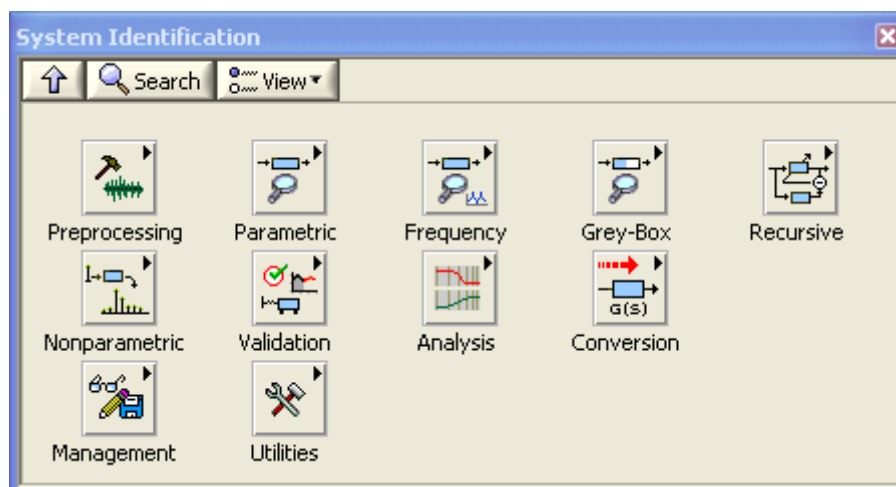 System Identification
Search View
Preprocessing Parametric Frequency Grey-Box Recursive
G(S)
Nonparametric Validation Analysis Conversion
Management Utilities